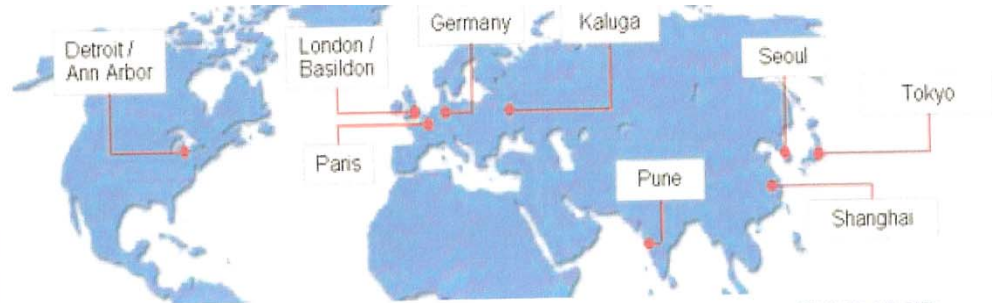 Germany
Kaluga
Detroit /
Ann Arbor
London /
Basildon
Seoul
Tokyo
Paris
Pune
Shanghai